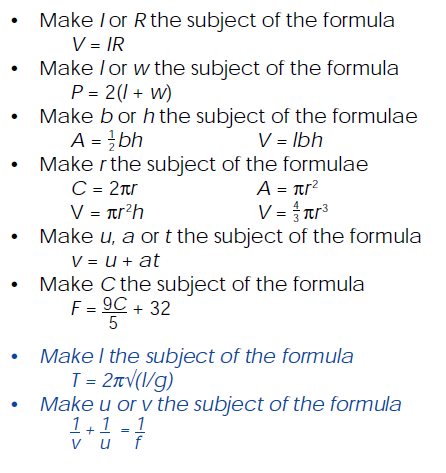 • Make I or R the subject of the formula
V = IR
• Make l or w the subject of the formula
P = 2(l + w)
• Make b or h the subject of the formulae
A = ½bh V = lbh
• Make r the subject of the formulae
C = 2πr A = πr²
V = πr²h V = 4/3 πr³
• Make u, a or t the subject of the formula
v = u + at
• Make C the subject of the formula
F = 9C/5 + 32
• Make l the subject of the formula
T = 2π√(l/g)
• Make u or v the subject of the formula
1/v + 1/u = 1/f